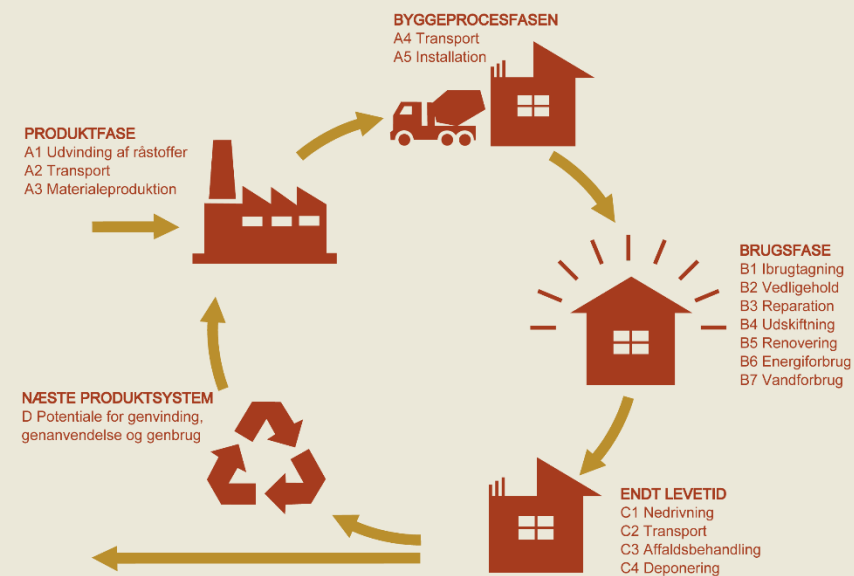 BYGGEPROCESFASEN
A4 Transport
A5 Installation
PRODUKTFASE
A1 Udvinding af råstoffer
A2 Transport
A3 Materialeproduktion
BRUGSFASE
B1 Ibrugtagning
B2 Vedligehold
B3 Reparation
B4 Udskiftning
B5 Renovering
B6 Energiforbrug
B7 Vandforbrug
NÆSTE PRODUKTSYSTEM
D Potentiale for genvinding,
genanvendelse og genbrug
ENDT LEVETID
C1 Nedrivning
C2 Transport
C3 Affaldsbehandling
C4 Deponering